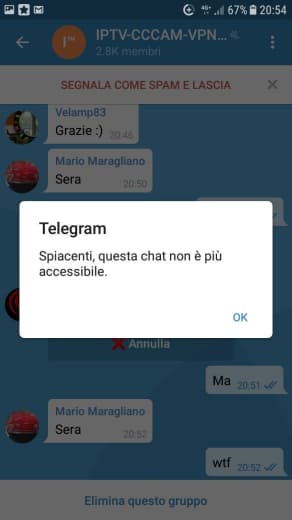 4G+ 67% 20:54
I™ IPTV-CCCAM-VPN...
2.8K membri
SEGNALA COME SPAM E LASCIA
Velamp83
Grazie :) 20:46
Mario Maragliano
Sera 20:50
Telegram
Spiacenti, questa chat non è più
accessibile.
OK
Annulla
Ma 20:51
Mario Maragliano
Sera 20:52
wtf 20:52
Elimina questo gruppo